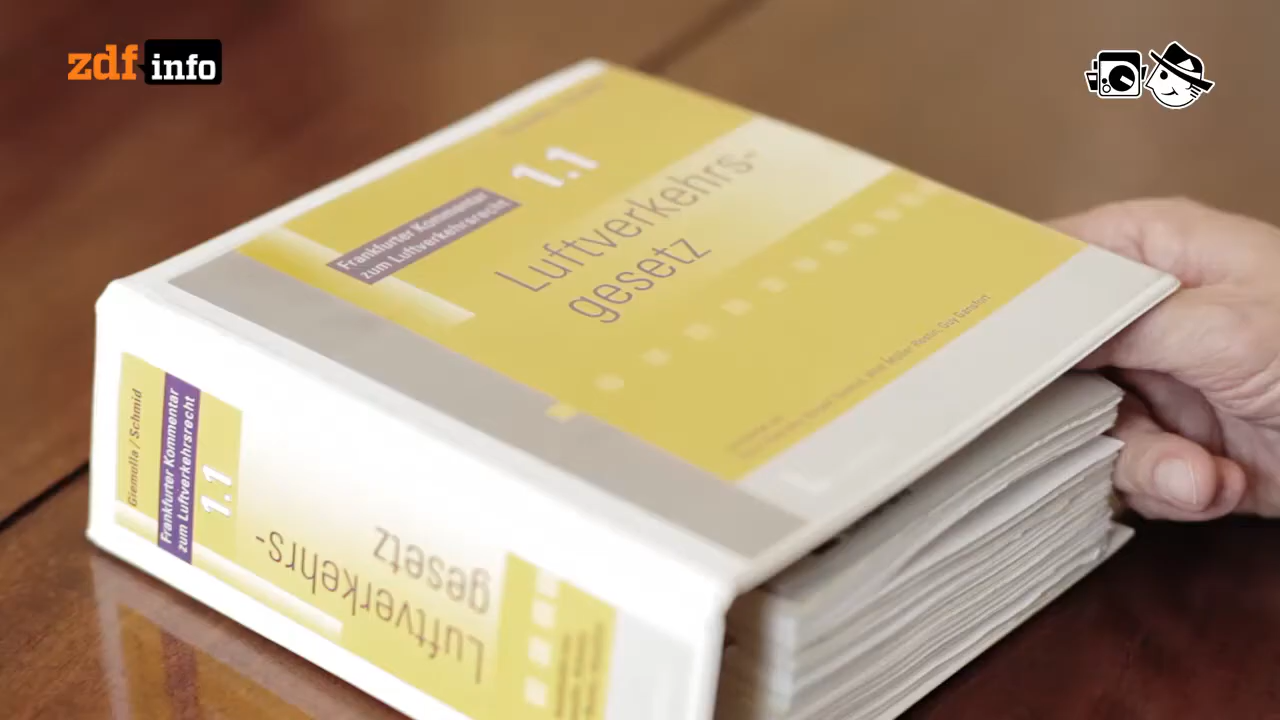 zdf info
1.1
Frankfurter Kommentar
zum Luftverkehrsrecht
Luftverkehrs-
gesetz
Giemulla / Schmid
Frankfurter Kommentar
zum Luftverkehrsrecht
1.1
Luftverkehrs-
gesetz